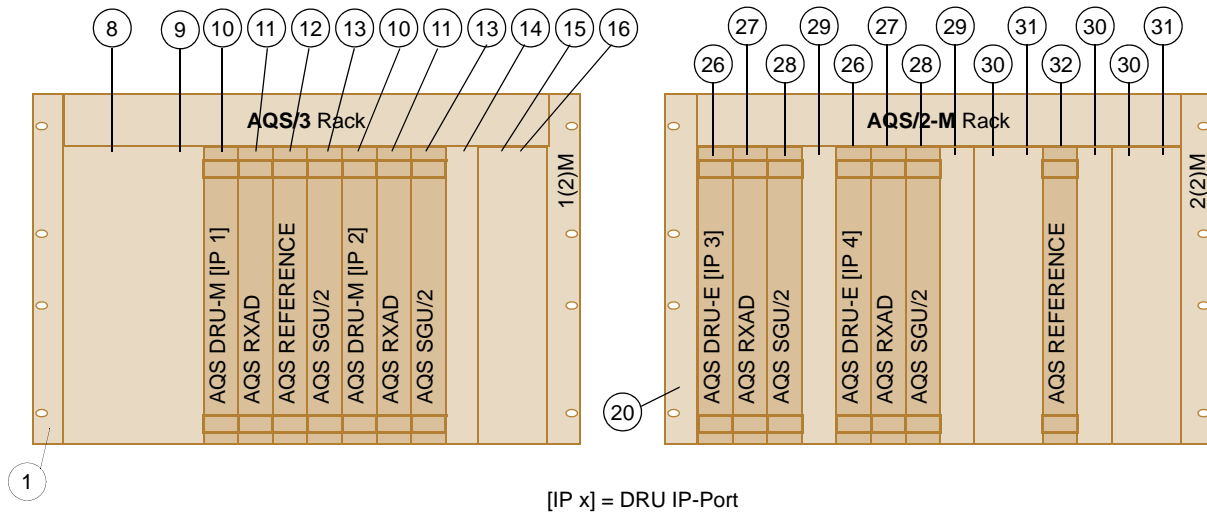 8 9 10 11 12 13 10 11 13 14 15 16
AQS/3 Rack
1(2)M
AQS DRU-M [IP 1]
AQS RXAD
AQS REFERENCE
AQS SGU/2
AQS DRU-M [IP 2]
AQS RXAD
AQS SGU/2
1
27 29 27 29 31 30 31
26 28 26 28 30 32 30
AQS/2-M Rack
2(2)M
AQS DRU-E [IP 3]
AQS RXAD
AQS SGU/2
AQS DRU-E [IP 4]
AQS RXAD
AQS SGU/2
AQS REFERENCE
20
[IP x] = DRU IP-Port